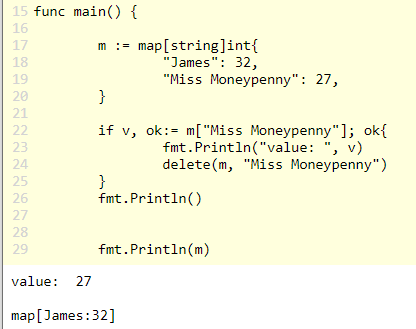 15 func main() {
16
17 m := map[string]int{
18 "James": 32,
19 "Miss Moneypenny": 27,
20 }
21
22 if v, ok:= m["Miss Moneypenny"]; ok{
23 fmt.Println("value: ", v)
24 delete(m, "Miss Moneypenny")
25 }
26 fmt.Println()
27
28
29 fmt.Println(m)
value:  27
map[James:32]